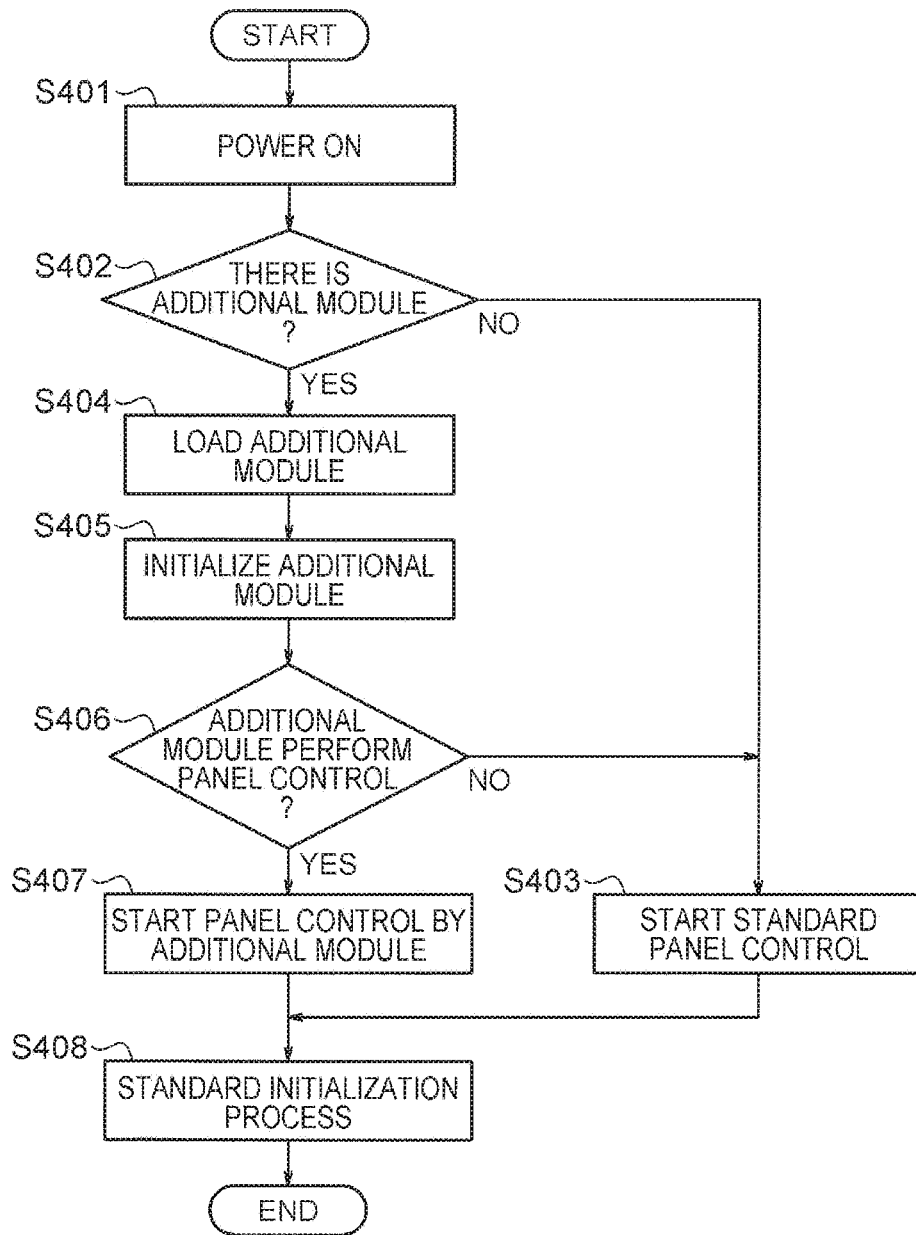 START
S401
POWER ON
S402
THERE IS
ADDITIONAL MODULE
?
NO
YES
S404
LOAD ADDITIONAL
MODULE
S405
INITIALIZE ADDITIONAL
MODULE
S406
ADDITIONAL
MODULE PERFORM
PANEL CONTROL
?
NO
YES
S407
START PANEL CONTROL BY
ADDITIONAL MODULE
S403
START STANDARD
PANEL CONTROL
S408
STANDARD INITIALIZATION
PROCESS
END